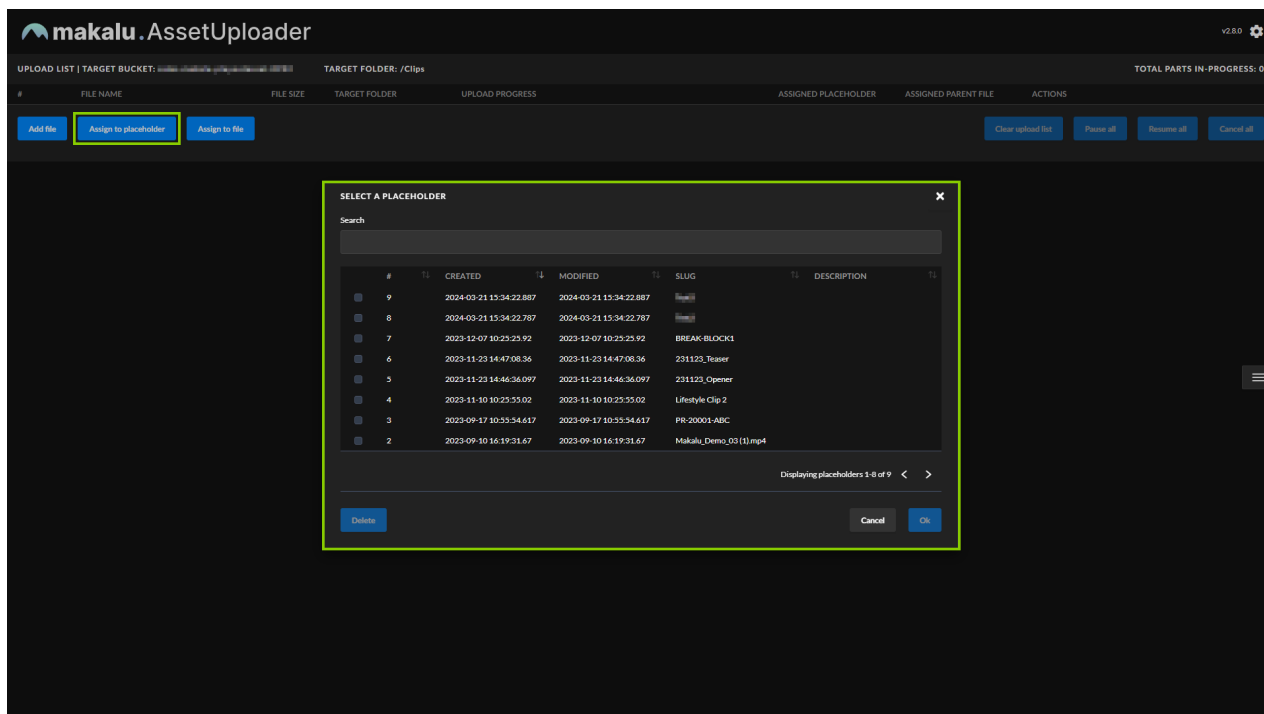 makalu.AssetUploader
v2.8.0
UPLOAD LIST | TARGET BUCKET: TARGET FOLDER: /Clips TOTAL PARTS IN-PROGRESS: 0
# FILE NAME FILE SIZE TARGET FOLDER UPLOAD PROGRESS ASSIGNED PLACEHOLDER ASSIGNED PARENT FILE ACTIONS
Add file Assign to placeholder Assign to file Clear upload list Pause all Resume all Cancel all
SELECT A PLACEHOLDER
Search
# CREATED MODIFIED SLUG DESCRIPTION
9 2024-03-21 15:34:22.887 2024-03-21 15:34:22.887
8 2024-03-21 15:34:22.787 2024-03-21 15:34:22.787
7 2023-12-07 10:25:25.92 2023-12-07 10:25:25.92 BREAK-BLOCK1
6 2023-11-23 14:47:08.36 2023-11-23 14:47:08.36 231123_Teaser
5 2023-11-23 14:46:36.097 2023-11-23 14:46:36.097 231123_Opener
4 2023-11-10 10:25:55.02 2023-11-10 10:25:55.02 Lifestyle Clip 2
3 2023-09-17 10:55:54.617 2023-09-17 10:55:54.617 PR-20001-ABC
2 2023-09-10 16:19:31.67 2023-09-10 16:19:31.67 Makalu_Demo_03 (1).mp4
Displaying placeholders 1-8 of 9
Delete Cancel Ok